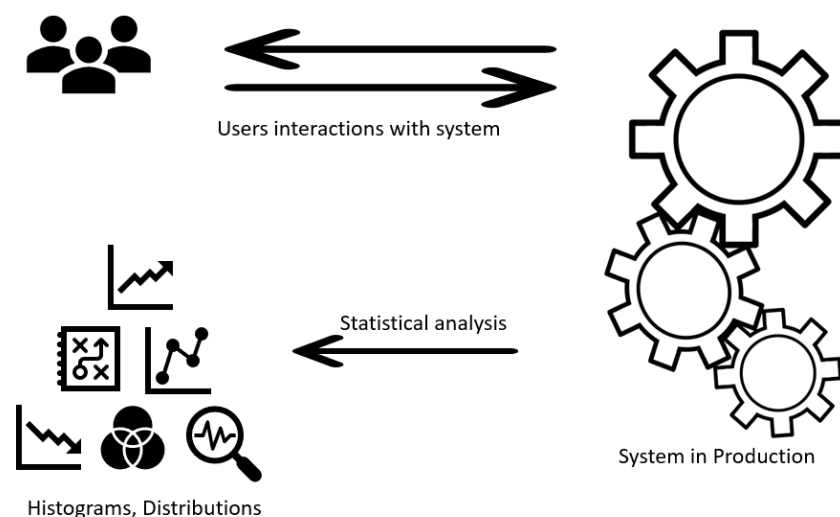 Users interactions with system
Statistical analysis
System in Production
Histograms, Distributions